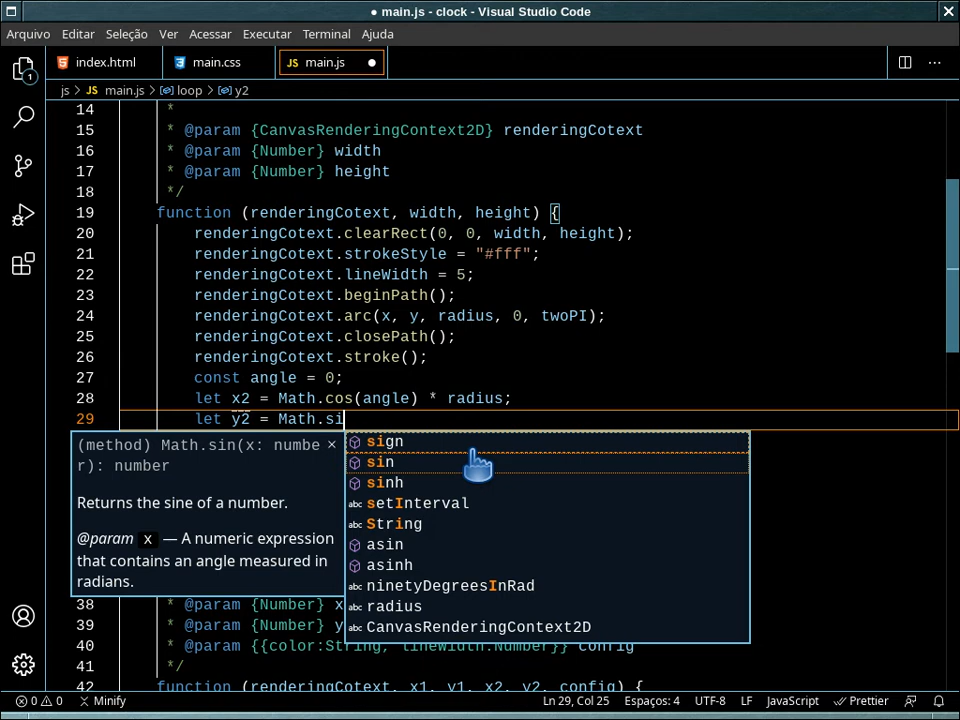 ● main.js - clock - Visual Studio Code
Arquivo Editar Seleção Ver Acessar Executar Terminal Ajuda
index.html main.css JS main.js ●
js > JS main.js > loop > y2
14 *
15 * @param {CanvasRenderingContext2D} renderingCotext
16 * @param {Number} width
17 * @param {Number} height
18 */
19 function (renderingCotext, width, height) {
20 renderingCotext.clearRect(0, 0, width, height);
21 renderingCotext.strokeStyle = "#fff";
22 renderingCotext.lineWidth = 5;
23 renderingCotext.beginPath();
24 renderingCotext.arc(x, y, radius, 0, twoPI);
25 renderingCotext.closePath();
26 renderingCotext.stroke();
27 const angle = 0;
28 let x2 = Math.cos(angle) * radius;
29 let y2 = Math.si
(method) Math.sin(x: numbe
r): number
Returns the sine of a number.
@param x — A numeric expression
that contains an angle measured in
radians.
sign
sin
sinh
abc setInterval
abc String
asin
asinh
abc ninetyDegreesInRad
abc radius
abc CanvasRenderingContext2D
38 * @param {Number} x
39 * @param {Number} y
40 * @param {{color:String, lineWidth:Number}} config
41 */
42 function (renderingCotext, x1, y1, x2, y2, config) {
1
0 0 Minify Ln 29, Col 25 Espaços: 4 UTF-8 LF JavaScript Prettier